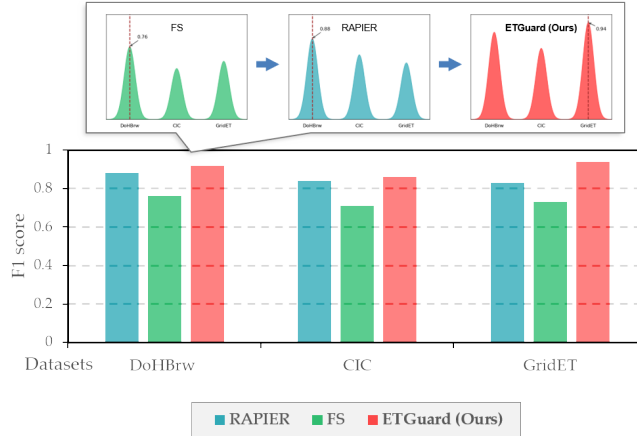 FS
0.76
DoHBrw CIC GridET
RAPIER
0.88
DoHBrw CIC GridET
ETGuard (Ours)
0.94
DoHBrw CIC GridET
F1 score
1
0.8
0.6
0.4
0.2
0
Datasets DoHBrw CIC GridET
RAPIER FS ETGuard (Ours)